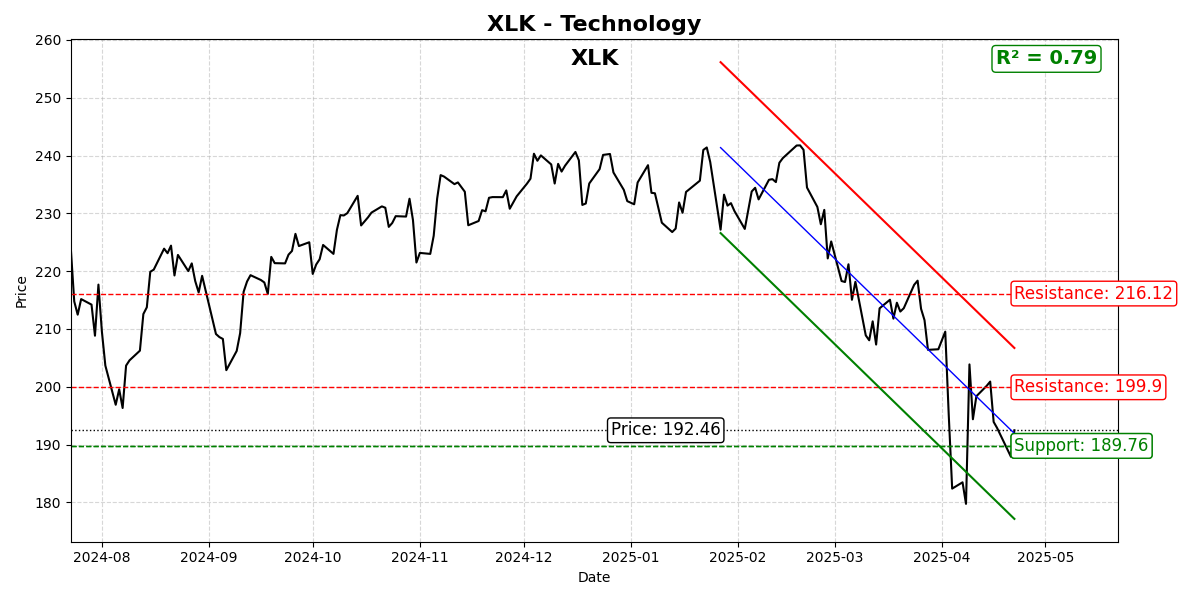 XLK - Technology
XLK
R² = 0.79
260
250
240
230
220
210
200
190
180
Price
Resistance: 216.12
Resistance: 199.9
Price: 192.46
Support: 189.76
2024-08
2024-09
2024-10
2024-11
2024-12
2025-01
2025-02
2025-03
2025-04
2025-05
Date